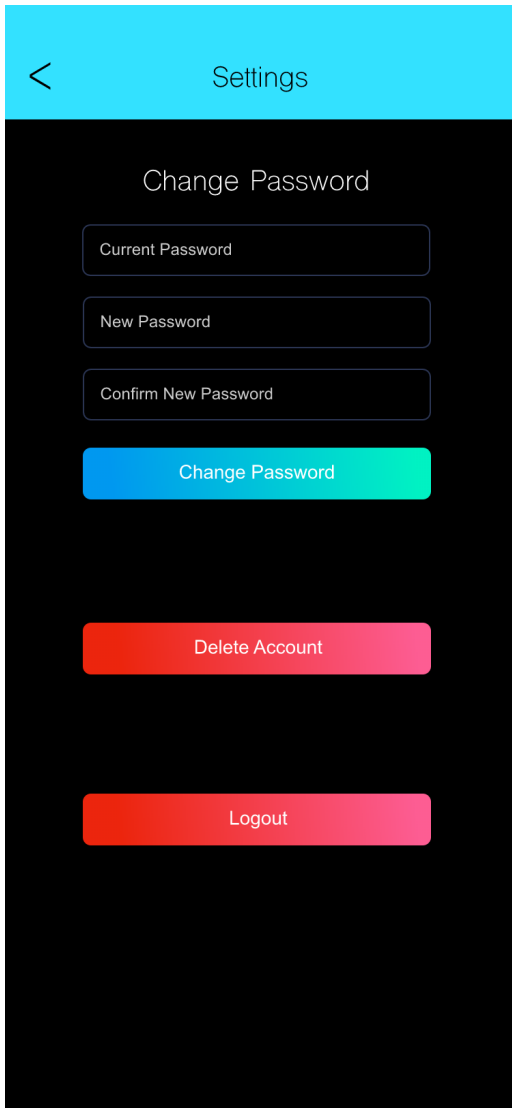 Settings
Change Password
Current Password
New Password
Confirm New Password
Change Password
Delete Account
Logout